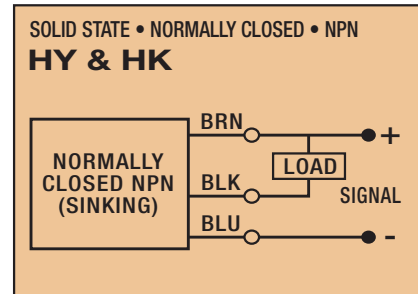 SOLID STATE • NORMALLY CLOSED • NPN
HY & HK
BRN
+
NORMALLY
CLOSED NPN
(SINKING)
LOAD
BLK
SIGNAL
BLU
-